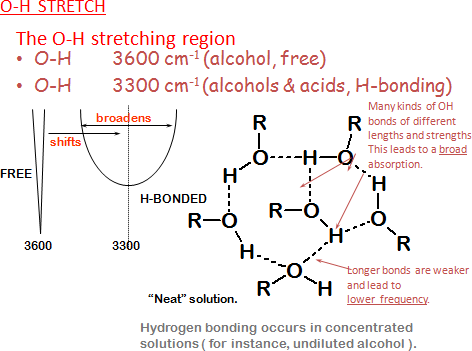 O-H STRETCH
The O-H stretching region
• O-H 3600 cm-1 (alcohol, free)
• O-H 3300 cm-1 (alcohols & acids, H-bonding)
broadens
shifts
FREE
H-BONDED
3600 3300
"Neat" solution.
R
R
O H O
H
H
R O
R O
O
H
H
R
O
R H
Many kinds of OH
bonds of different
lengths and strengths
This leads to a broad
absorption.
Longer bonds are weaker
and lead to
lower frequency.
Hydrogen bonding occurs in concentrated
solutions ( for instance, undiluted alcohol ).